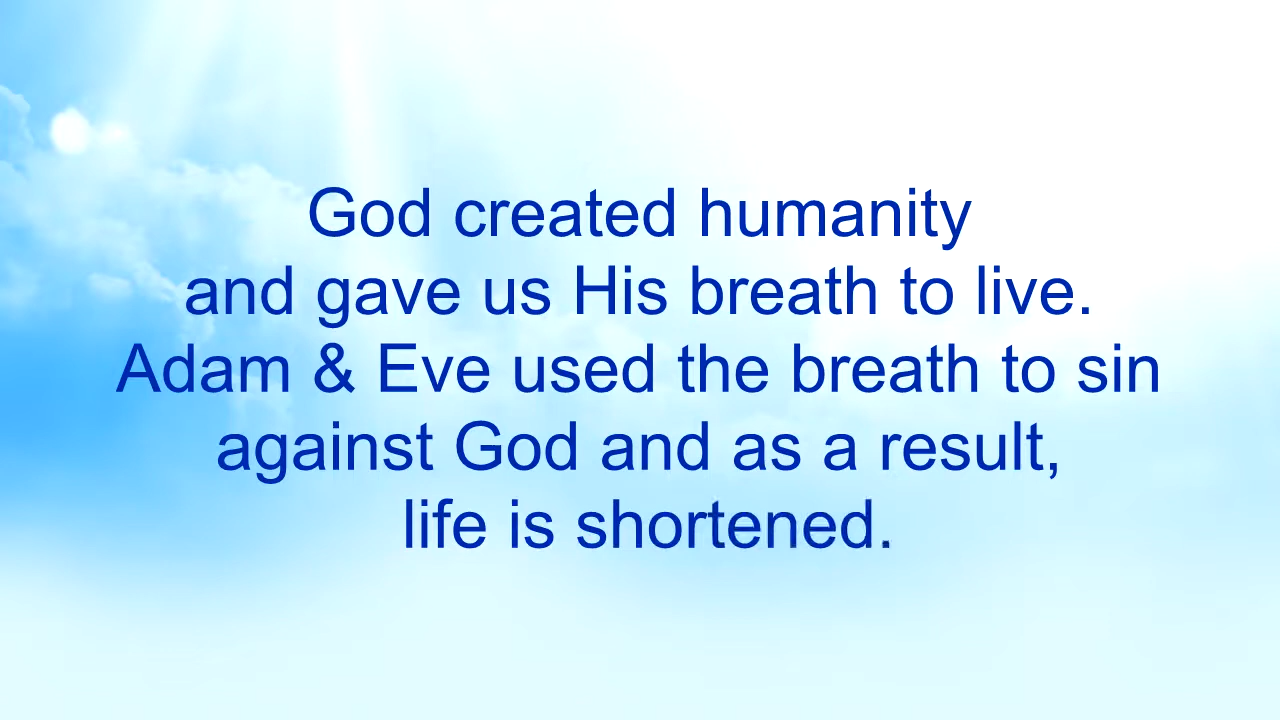 God created humanity
and gave us His breath to live.
Adam & Eve used the breath to sin
against God and as a result,
life is shortened.